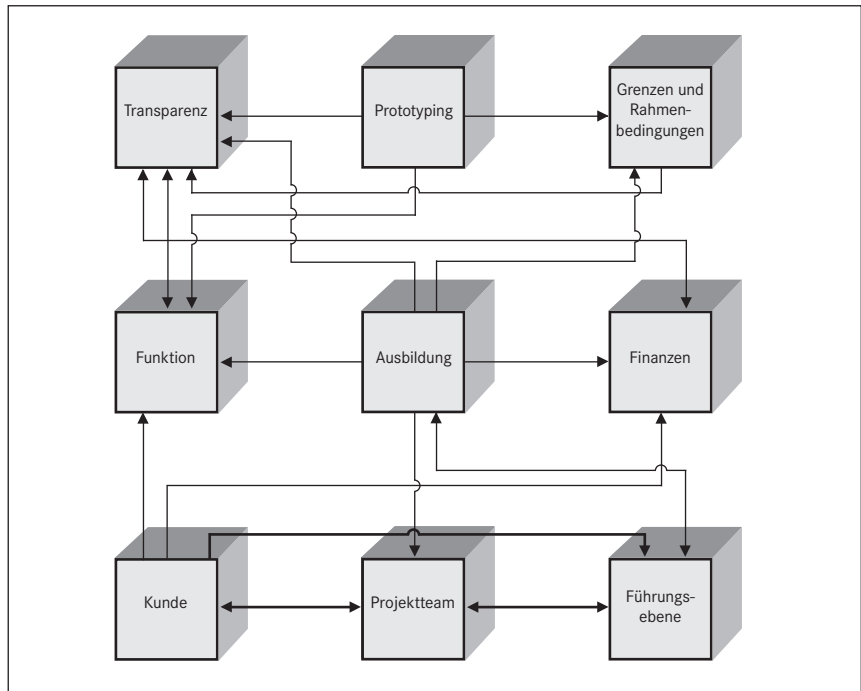 Transparenz
Prototyping
Grenzen und
Rahmen-
bedingungen
Funktion
Ausbildung
Finanzen
Kunde
Projektteam
Führungs-
ebene